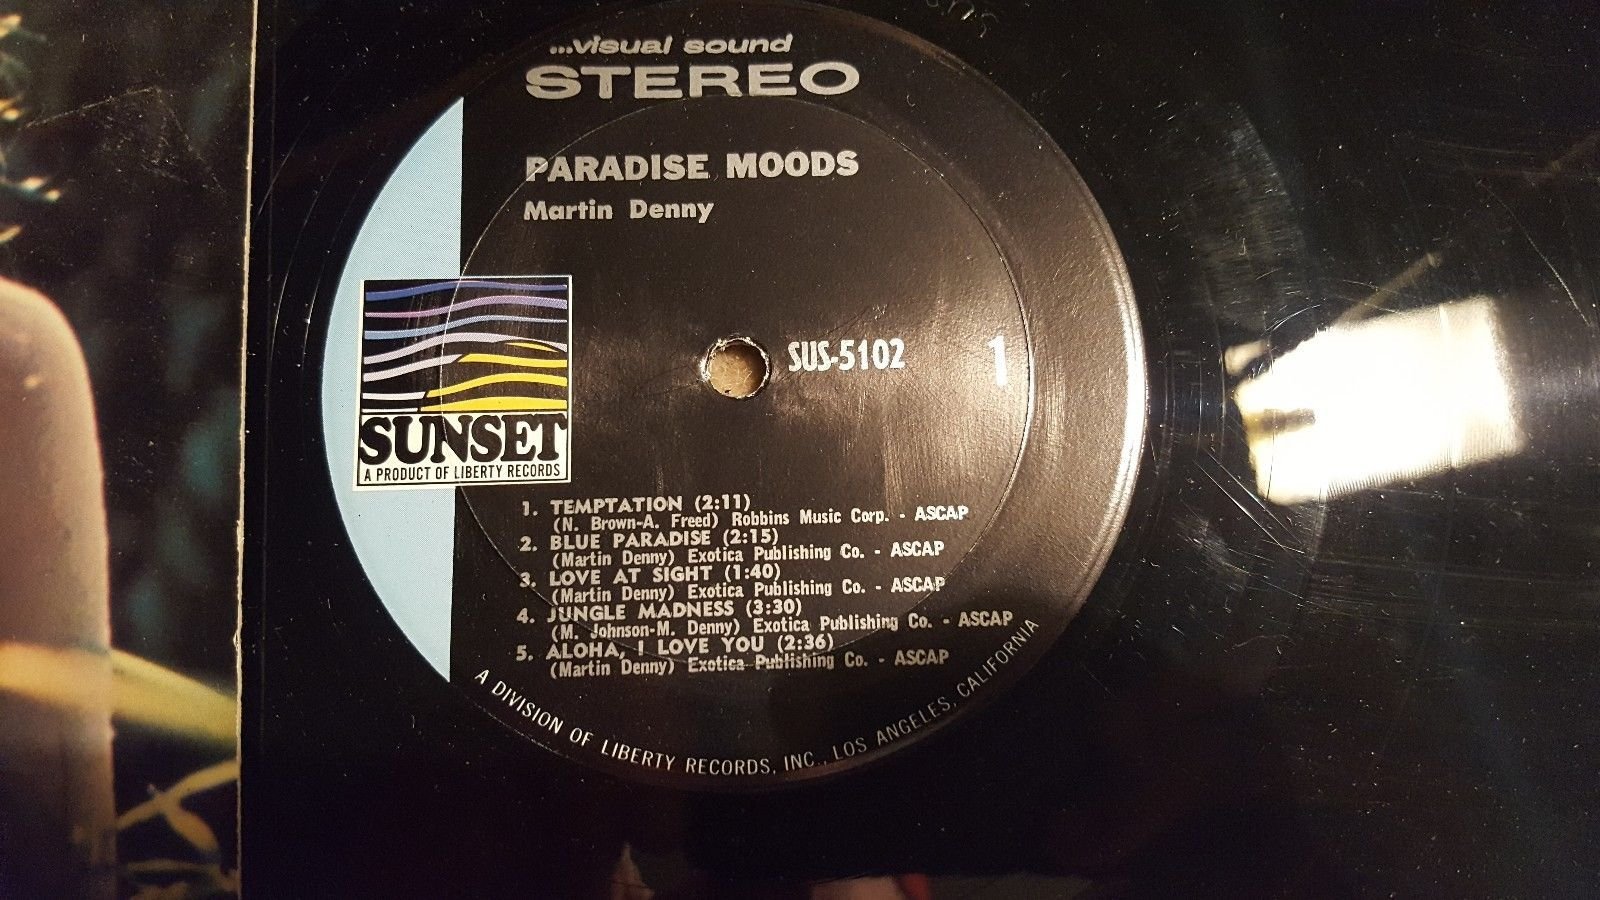 ...visual sound
STEREO
PARADISE MOODS
Martin Denny
SUS-5102 1
SUNSET
A PRODUCT OF LIBERTY RECORDS
1. TEMPTATION (2:11)
(N. Brown-A. Freed) Robbins Music Corp. - ASCAP
2. BLUE PARADISE (2:15)
(Martin Denny) Exotica Publishing Co. - ASCAP
3. LOVE AT SIGHT (1:40)
(Martin Denny) Exotica Publishing Co. - ASCAP
4. JUNGLE MADNESS (3:30)
(M. Johnson-M. Denny) Exotica Publishing Co. - ASCAP
5. ALOHA, I LOVE YOU (2:36)
(Martin Denny) Exotica Publishing Co. - ASCAP
A DIVISION OF LIBERTY RECORDS, INC., LOS ANGELES, CALIFORNIA